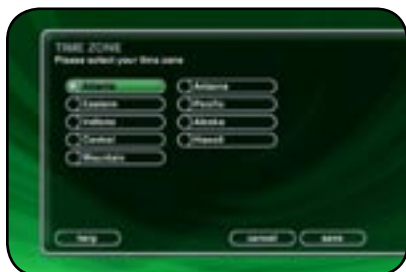 TIME ZONE
Please select your time zone
Atlantic
Eastern
Indiana
Central
Mountain
Arizona
Pacific
Alaska
Hawaii
help
cancel
save